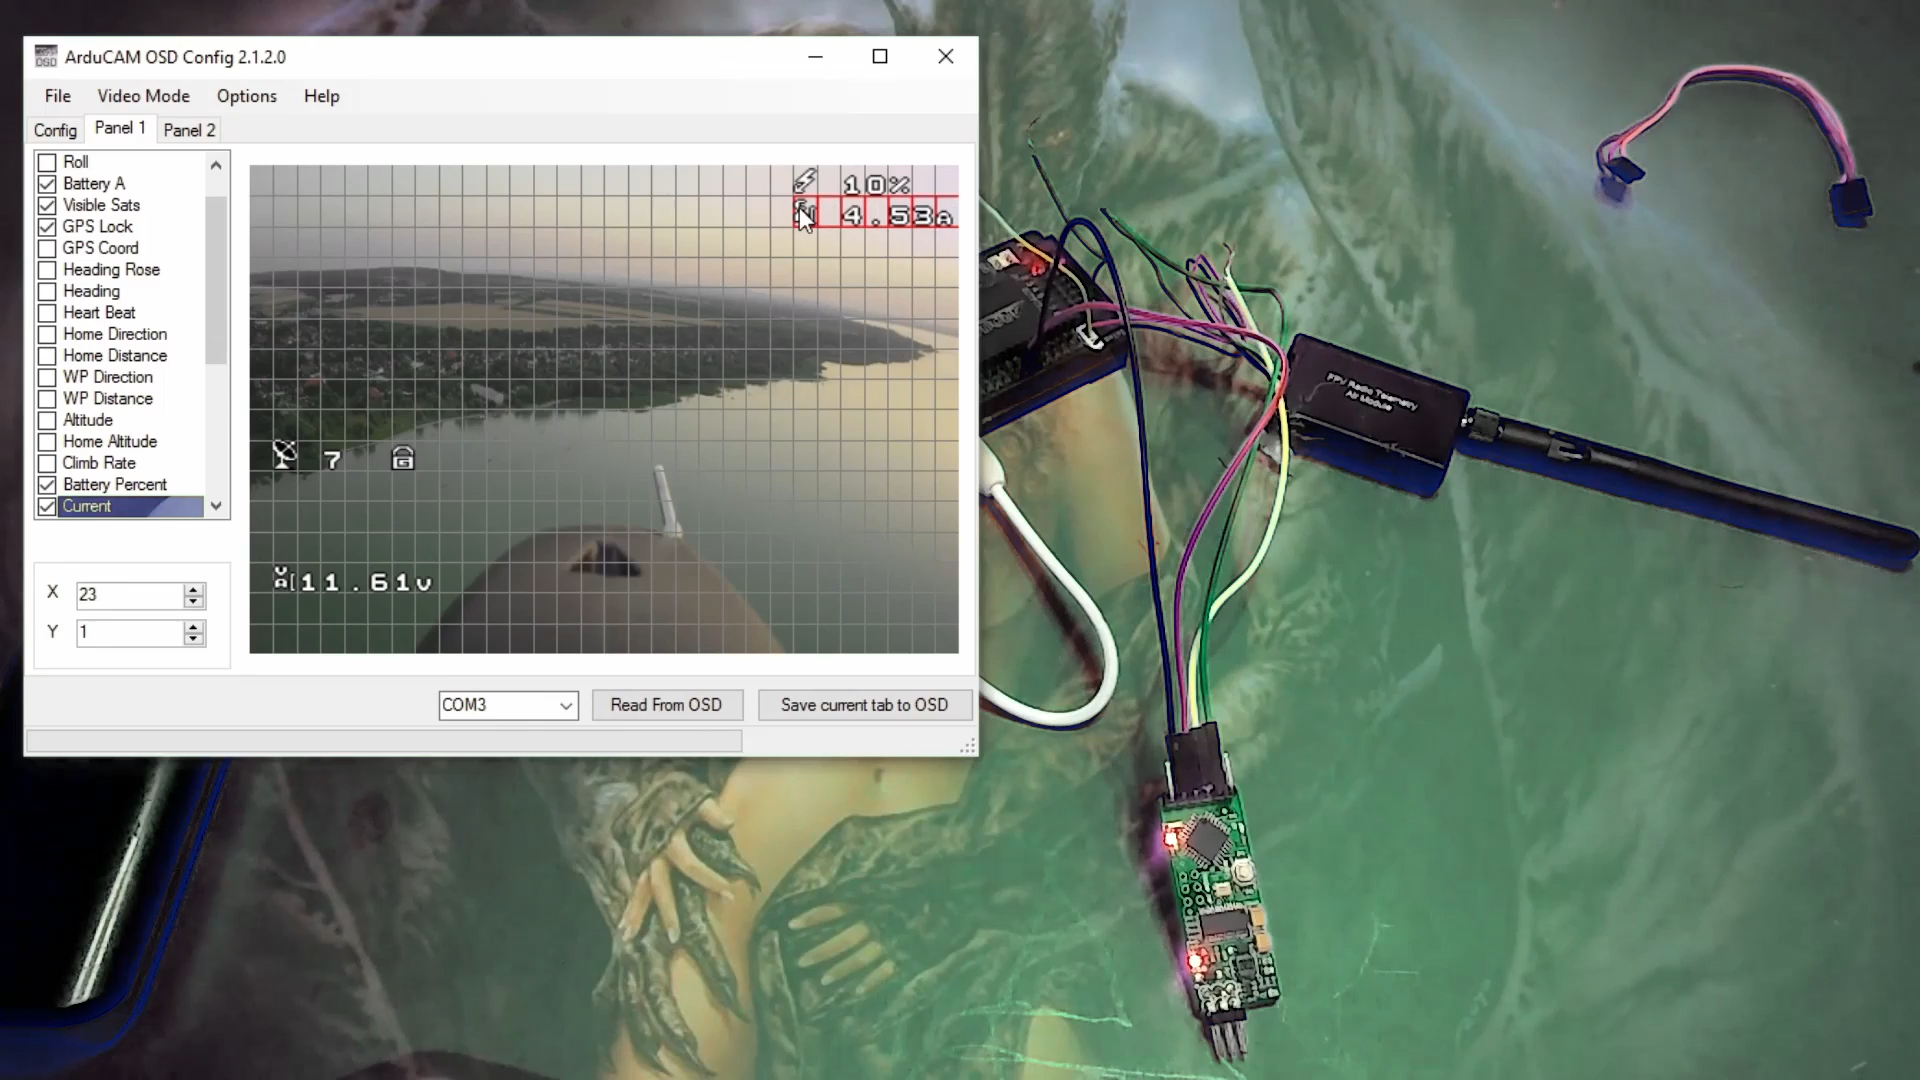 ArduCAM OSD Config 2.1.2.0
File Video Mode Options Help
Config Panel 1 Panel 2
Roll
Battery A
Visible Sats
GPS Lock
GPS Coord
Heading Rose
Heading
Heart Beat
Home Direction
Home Distance
WP Direction
WP Distance
Altitude
Home Altitude
Climb Rate
Battery Percent
Current
X 23
Y 1
10%
4.53A
7
11.61v
COM3 Read From OSD Save current tab to OSD
FPV Radio Telemetry
Air Module